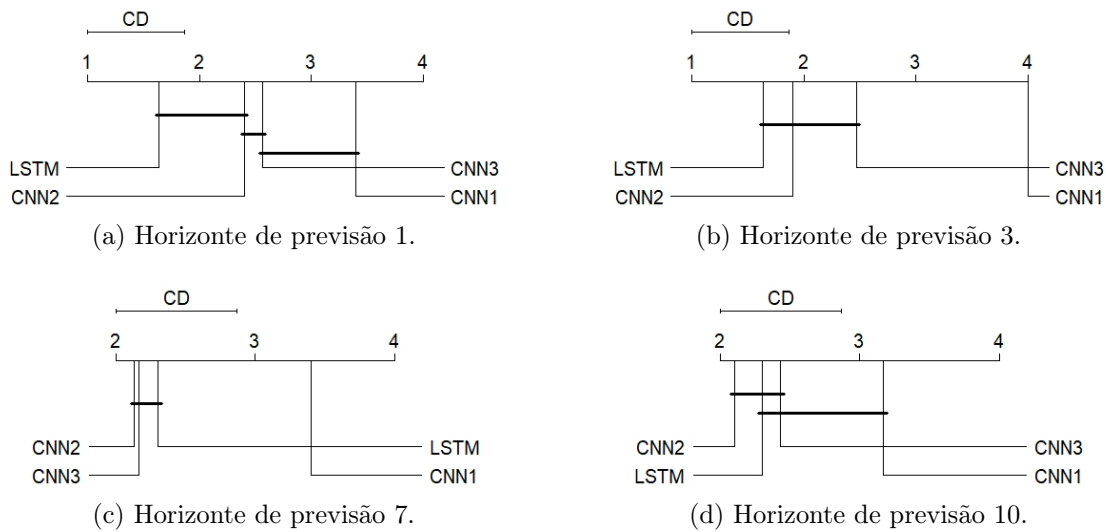 CD
1 2 3 4
LSTM CNN3
CNN2 CNN1
(a) Horizonte de previsão 1.
CD
1 2 3 4
LSTM CNN3
CNN2 CNN1
(b) Horizonte de previsão 3.
CD
2 3 4
CNN2 LSTM
CNN3 CNN1
(c) Horizonte de previsão 7.
CD
2 3 4
CNN2 CNN3
LSTM CNN1
(d) Horizonte de previsão 10.